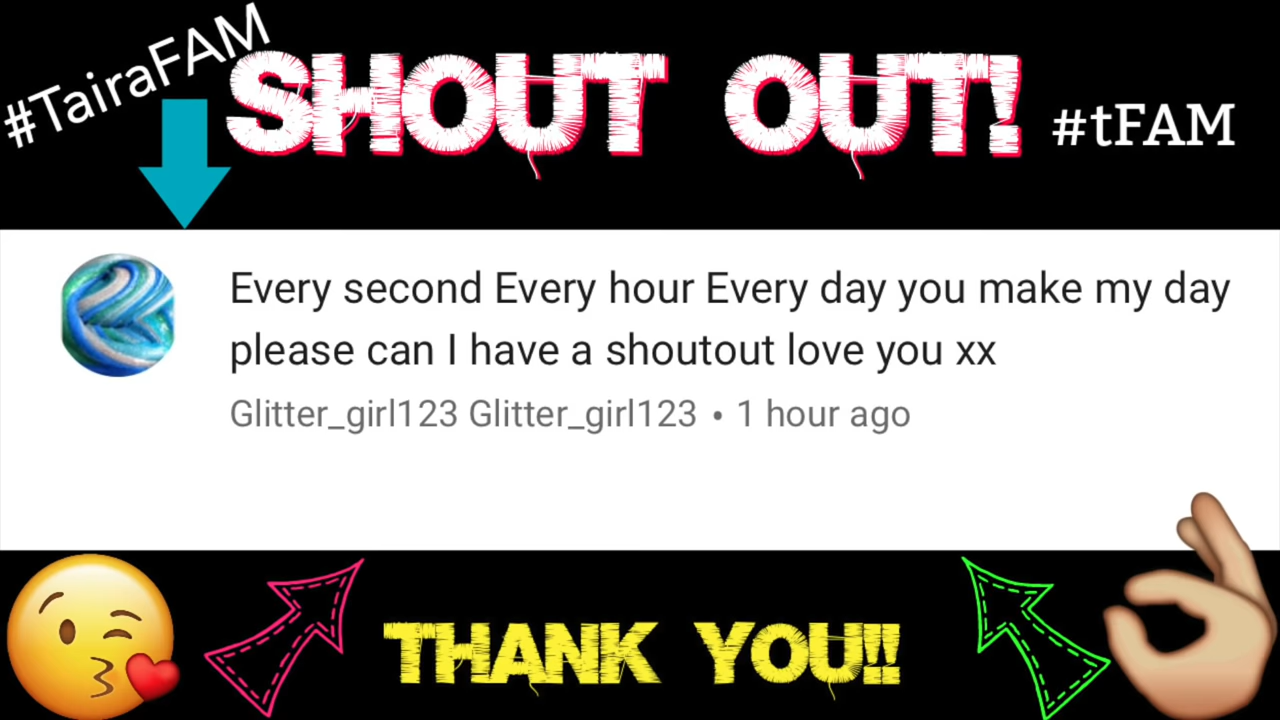 #TairaFAM
SHOUT OUT!
#tFAM
Every second Every hour Every day you make my day
please can I have a shoutout love you xx
Glitter_girl123 Glitter_girl123 • 1 hour ago
THANK YOU!!